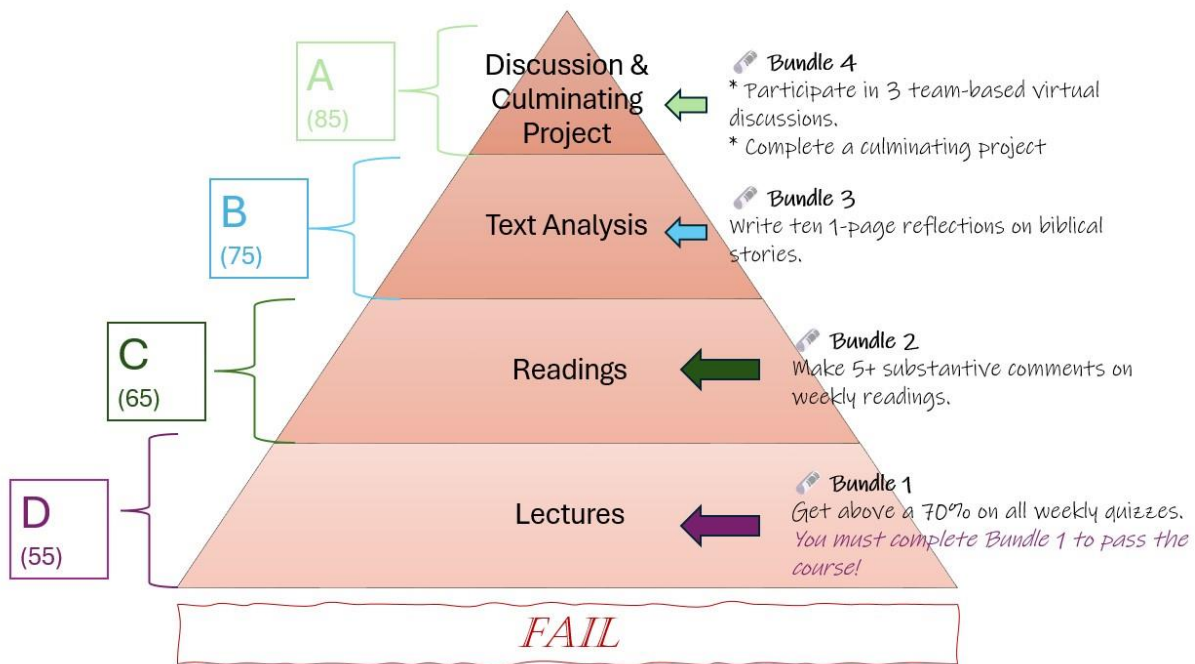 A
(85)
Discussion &
Culminating
Project
Bundle 4
* Participate in 3 team-based virtual
discussions.
* Complete a culminating project
B
(75)
Text Analysis
Bundle 3
Write ten 1-page reflections on biblical
stories.
C
(65)
Readings
Bundle 2
Make 5+ substantive comments on
weekly readings.
D
(55)
Lectures
Bundle 1
Get above a 70% on all weekly quizzes.
You must complete Bundle 1 to pass the
course!
FAIL